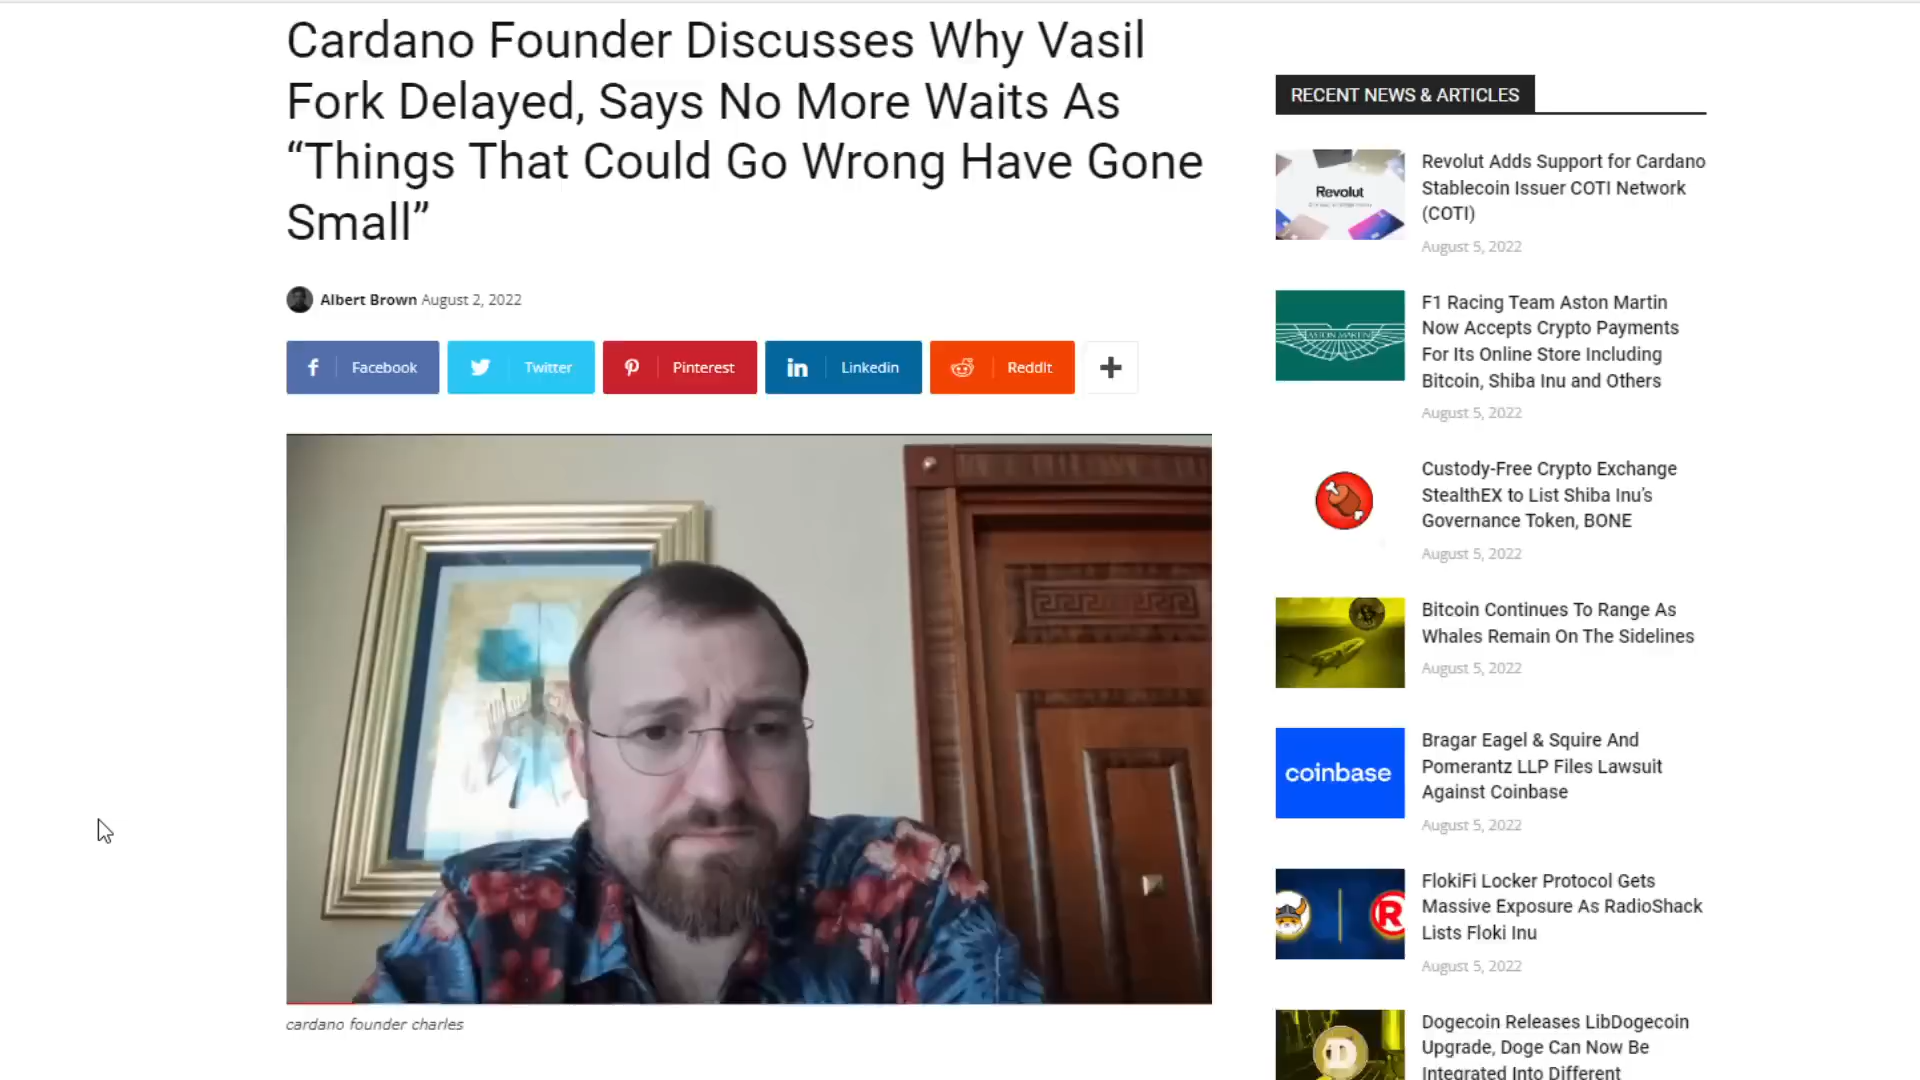 Cardano Founder Discusses Why Vasil
Fork Delayed, Says No More Waits As
“Things That Could Go Wrong Have Gone
Small”
Albert Brown August 2, 2022
Facebook
Twitter
Pinterest
Linkedin
ReddIt
cardano founder charles
RECENT NEWS & ARTICLES
Revolut
Revolut Adds Support for Cardano
Stablecoin Issuer COTI Network
(COTI)
August 5, 2022
ASTON MARTIN
F1 Racing Team Aston Martin
Now Accepts Crypto Payments
For Its Online Store Including
Bitcoin, Shiba Inu and Others
August 5, 2022
Custody-Free Crypto Exchange
StealthEX to List Shiba Inu’s
Governance Token, BONE
August 5, 2022
Bitcoin Continues To Range As
Whales Remain On The Sidelines
August 5, 2022
coinbase
Bragar Eagel & Squire And
Pomerantz LLP Files Lawsuit
Against Coinbase
August 5, 2022
FlokiFi Locker Protocol Gets
Massive Exposure As RadioShack
Lists Floki Inu
August 5, 2022
Dogecoin Releases LibDogecoin
Upgrade, Doge Can Now Be
Integrated Into Different